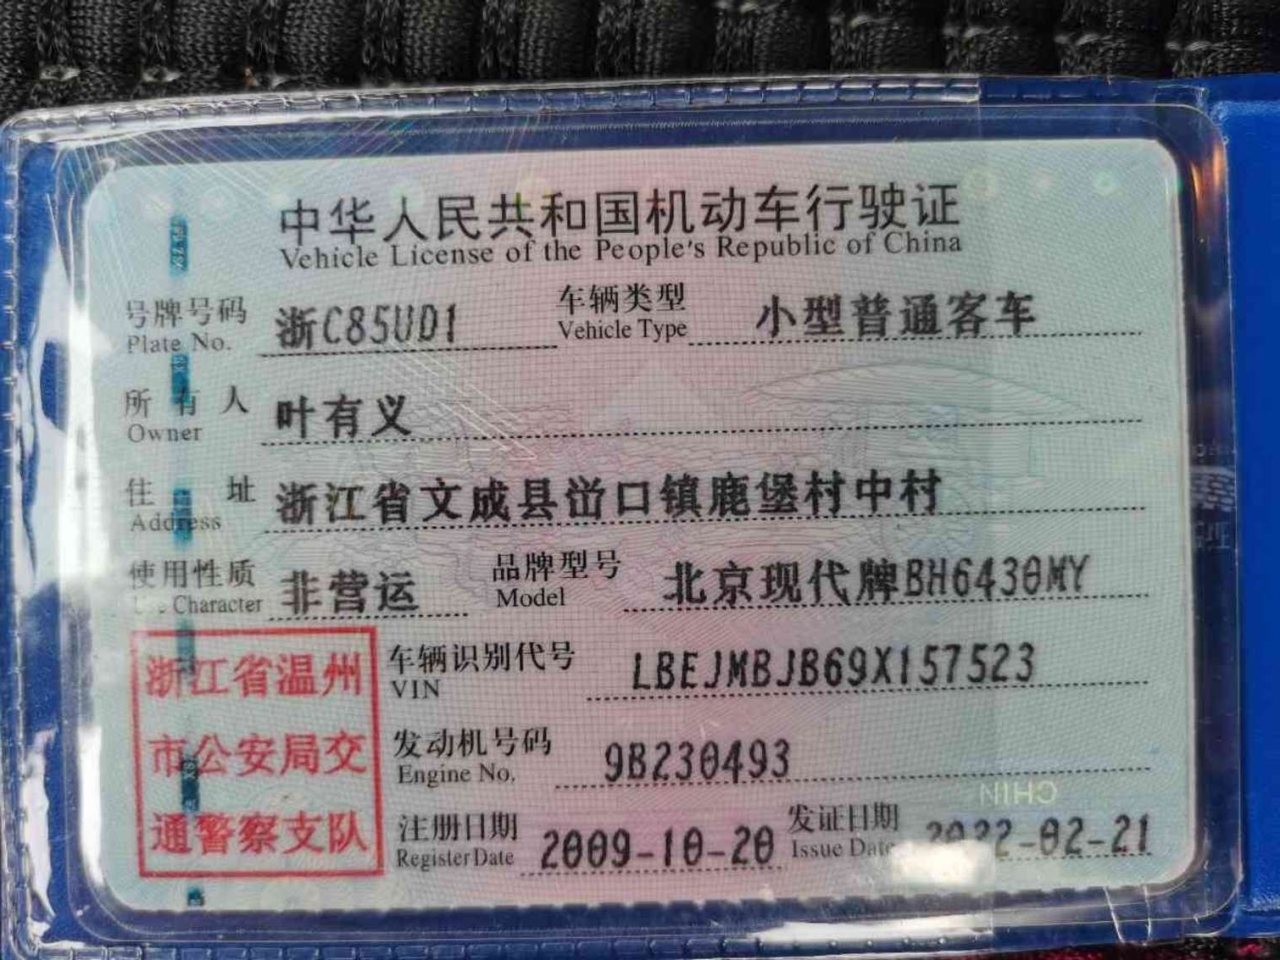 中华人民共和国机动车行驶证
Vehicle License of the People's Republic of China
号牌号码 浙C85UD1 车辆类型 小型普通客车
Plate No. Vehicle Type
所有人 叶有义
Owner
住址 浙江省文成县峃口镇鹿堡村中村
Address
使用性质 非营运 品牌型号 北京现代牌BH6430MY
Use Character Model
浙江省温州
市公安局交
通警察支队
车辆识别代号 LBEJMBJB69X157523
VIN
发动机号码 9B230493
Engine No.
注册日期 2009-10-20 发证日期 2022-02-21
Register Date Issue Date
CHIN